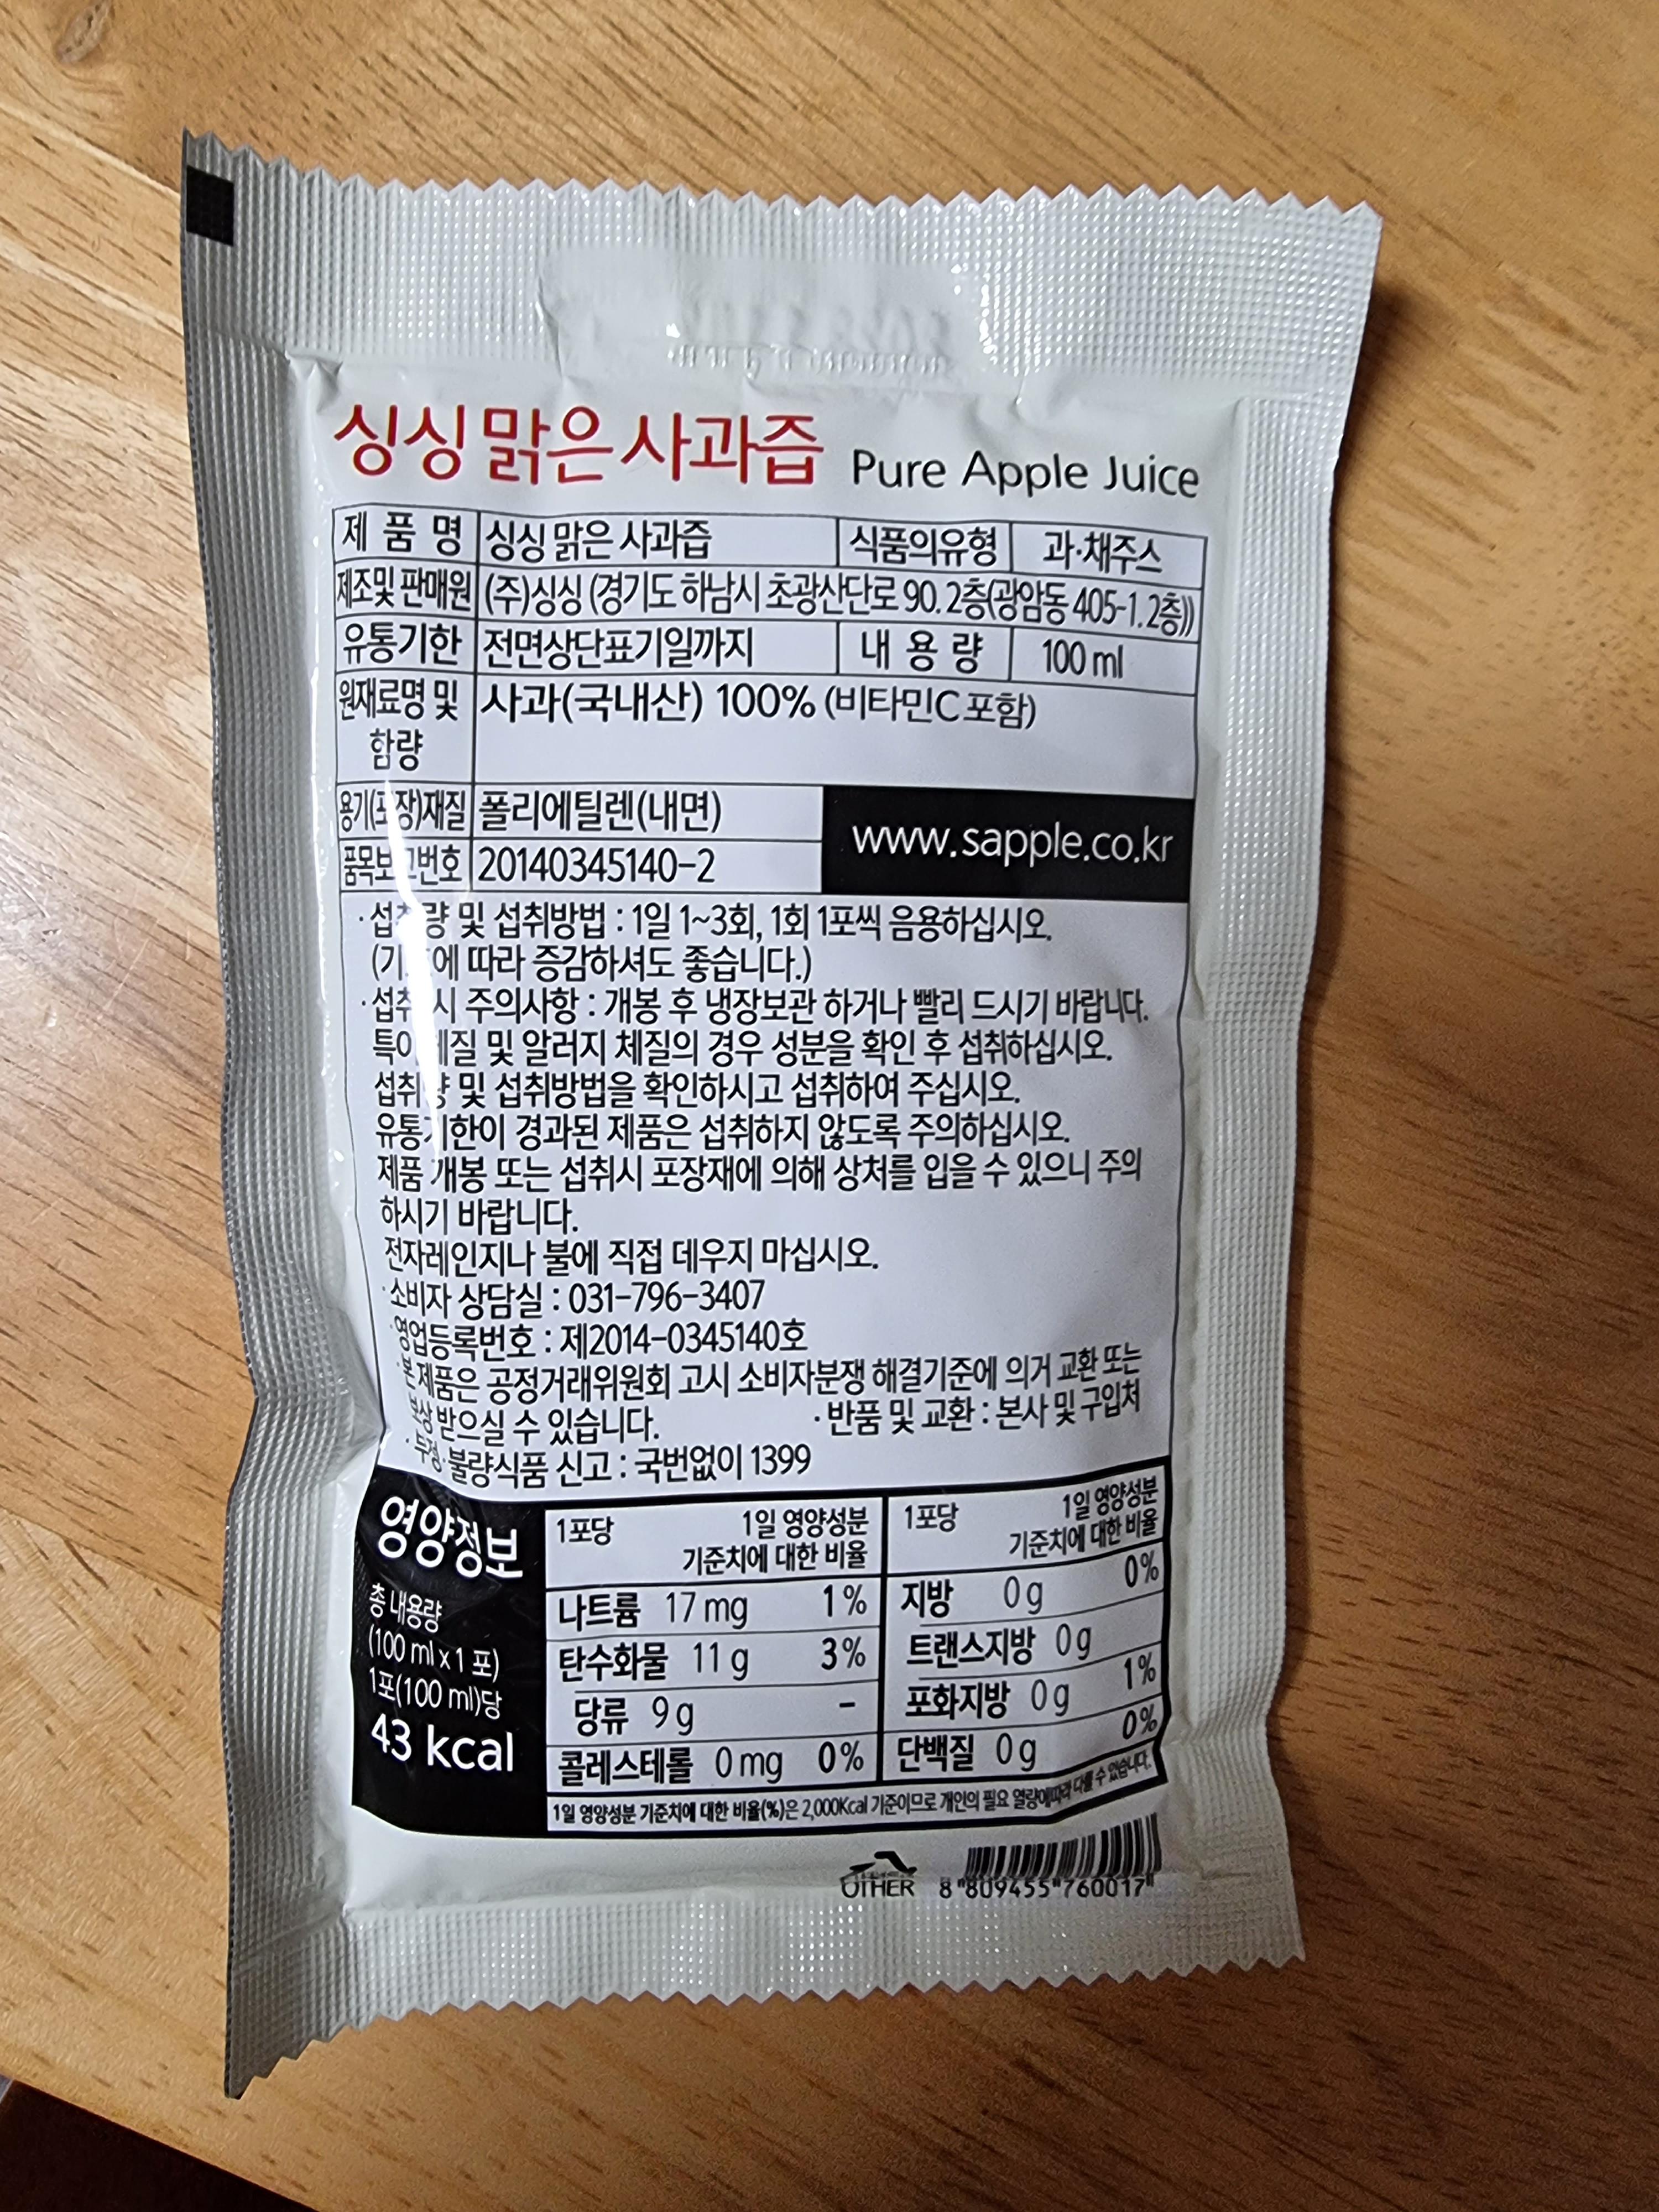 싱싱 맑은 사과즙 Pure Apple Juice
제 품 명 싱싱 맑은 사과즙 식품의유형 과·채주스
제조및 판매원 (주)싱싱 (경기도 하남시 초광산단로 90. 2층(광암동 405-1. 2층))
유통기한 전면상단표기일까지 내 용 량 100 ml
원재료명 및 함량 사과(국내산) 100% (비타민C 포함)
용기(포장)재질 폴리에틸렌(내면)
www.sapple.co.kr
품목보고번호 20140345140-2
· 섭취량 및 섭취방법 : 1일 1~3회, 1회 1포씩 음용하십시오.
(기호에 따라 증감하셔도 좋습니다.)
· 섭취시 주의사항 : 개봉 후 냉장보관 하거나 빨리 드시기 바랍니다.
특이체질 및 알러지 체질의 경우 성분을 확인 후 섭취하십시오.
섭취량 및 섭취방법을 확인하시고 섭취하여 주십시오.
유통기한이 경과된 제품은 섭취하지 않도록 주의하십시오.
제품 개봉 또는 섭취시 포장재에 의해 상처를 입을 수 있으니 주의
하시기 바랍니다.
전자레인지나 불에 직접 데우지 마십시오.
· 소비자 상담실 : 031-796-3407
· 영업등록번호 : 제2014-0345140호
· 본 제품은 공정거래위원회 고시 소비자분쟁 해결기준에 의거 교환 또는
보상 받으실 수 있습니다. · 반품 및 교환 : 본사 및 구입처
· 부정·불량식품 신고 : 국번없이 1399
영양정보
총 내용량
(100 ml x 1 포)
1포(100 ml)당
43 kcal
1포당 1일 영양성분
기준치에 대한 비율
나트륨 17 mg 1%
탄수화물 11 g 3%
당류 9 g -
콜레스테롤 0 mg 0%
1포당 1일 영양성분
기준치에 대한 비율
지방 0 g 0%
트랜스지방 0 g
포화지방 0 g 1%
단백질 0 g 0%
1일 영양성분 기준치에 대한 비율(%)은 2,000Kcal 기준이므로 개인의 필요 열량에따라 다를 수 있습니다.
OTHER
8 809455 760017